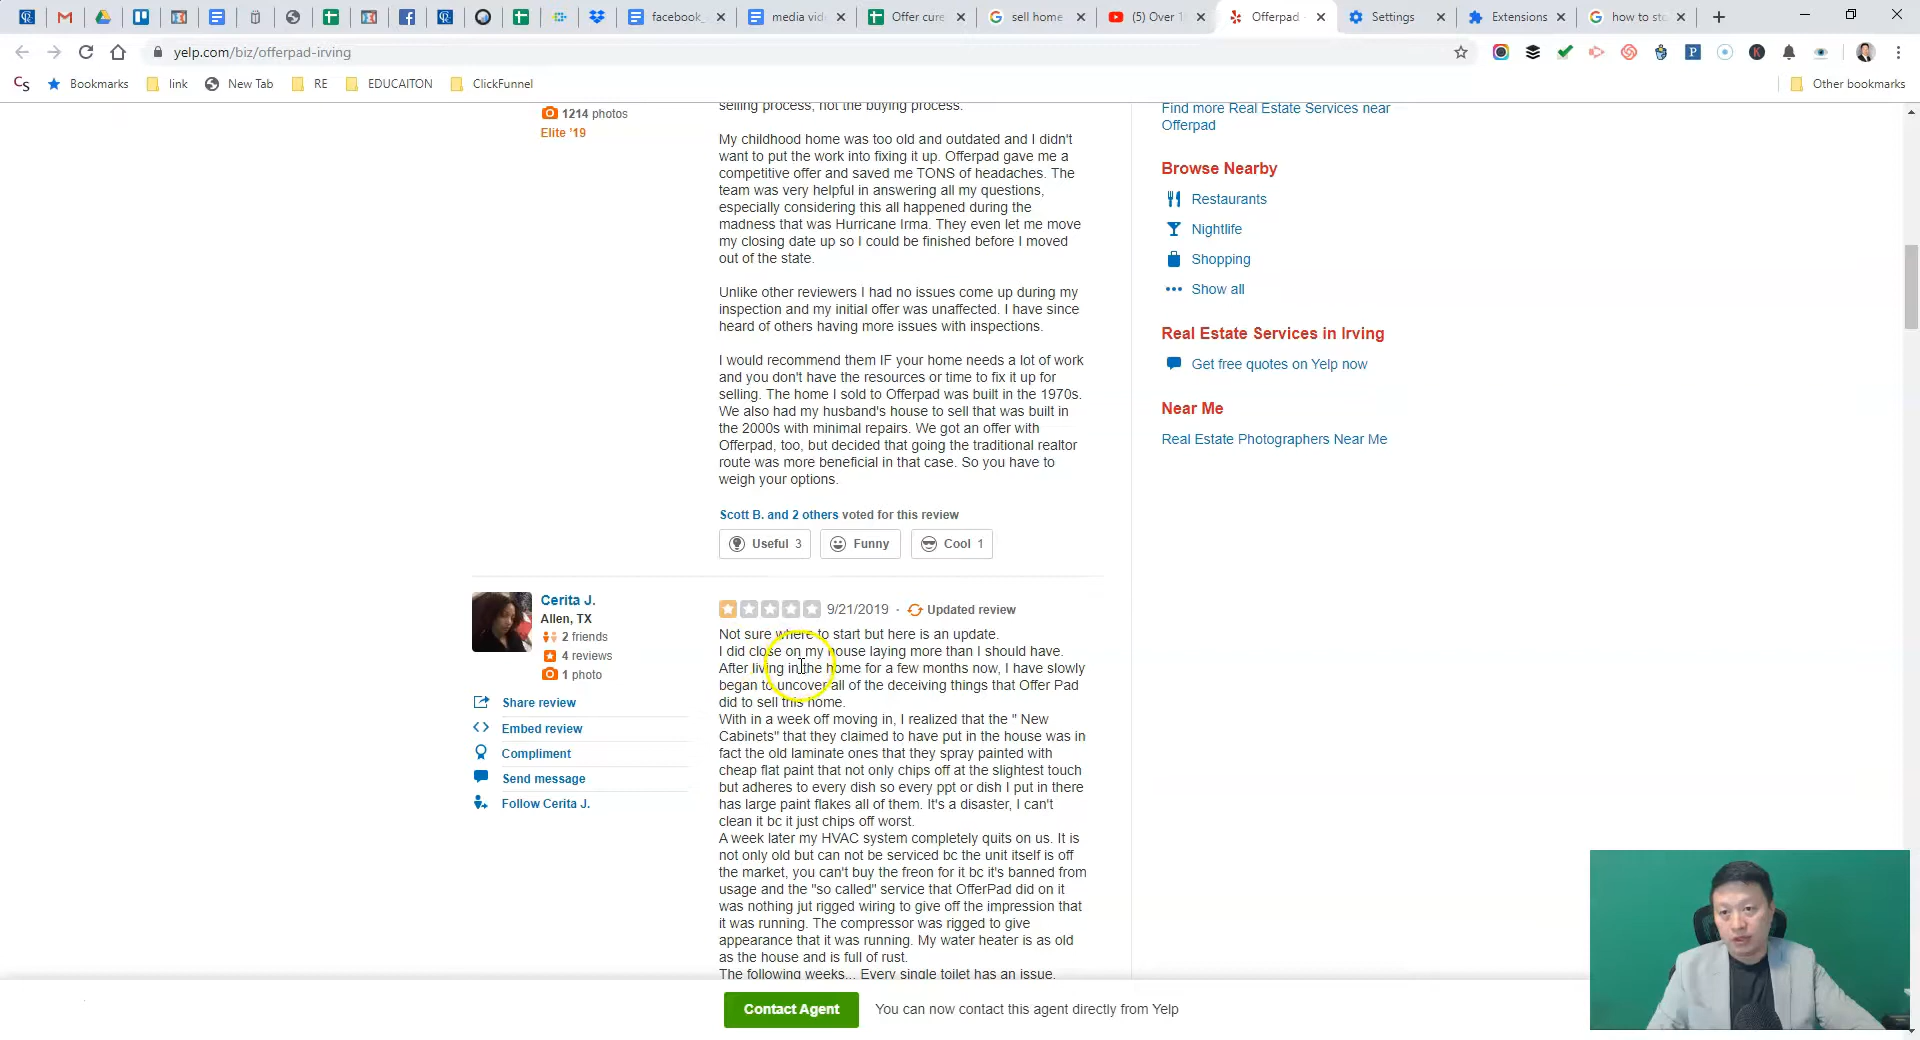 facebook_
media vid
Offer cure
sell home
(5) Over 1
Offerpad
Settings
Extensions
how to sto
yelp.com/biz/offerpad-irving
Bookmarks
link
New Tab
RE
EDUCAITON
ClickFunnel
Other bookmarks
1214 photos
Elite '19
selling process, not the buying process.
My childhood home was too old and outdated and I didn't
want to put the work into fixing it up. Offerpad gave me a
competitive offer and saved me TONS of headaches. The
team was very helpful in answering all my questions,
especially considering this all happened during the
madness that was Hurricane Irma. They even let me move
my closing date up so I could be finished before I moved
out of the state.
Unlike other reviewers I had no issues come up during my
inspection and my initial offer was unaffected. I have since
heard of others having more issues with inspections.
I would recommend them IF your home needs a lot of work
and you don't have the resources or time to fix it up for
selling. The home I sold to Offerpad was built in the 1970s.
We also had my husband's house to sell that was built in
the 2000s with minimal repairs. We got an offer with
Offerpad, too, but decided that going the traditional realtor
route was more beneficial in that case. So you have to
weigh your options.
Scott B. and 2 others voted for this review
Useful 3
Funny
Cool 1
Cerita J.
Allen, TX
2 friends
4 reviews
1 photo
Share review
Embed review
Compliment
Send message
Follow Cerita J.
9/21/2019 · Updated review
Not sure where to start but here is an update.
I did close on my house laying more than I should have.
After living in the home for a few months now, I have slowly
began to uncover all of the deceiving things that Offer Pad
did to sell this home.
With in a week off moving in, I realized that the " New
Cabinets" that they claimed to have put in the house was in
fact the old laminate ones that they spray painted with
cheap flat paint that not only chips off at the slightest touch
but adheres to every dish so every ppt or dish I put in there
has large paint flakes all of them. It's a disaster, I can't
clean it bc it just chips off worst.
A week later my HVAC system completely quits on us. It is
not only old but can not be serviced bc the unit itself is off
the market, you can't buy the freon for it bc it's banned from
usage and the "so called" service that OfferPad did on it
was nothing jut rigged wiring to give off the impression that
it was running. The compressor was rigged to give
appearance that it was running. My water heater is as old
as the house and is full of rust.
The following weeks... Every single toilet has an issue.
Find more Real Estate Services near
Offerpad
Browse Nearby
Restaurants
Nightlife
Shopping
Show all
Real Estate Services in Irving
Get free quotes on Yelp now
Near Me
Real Estate Photographers Near Me
Contact Agent
You can now contact this agent directly from Yelp